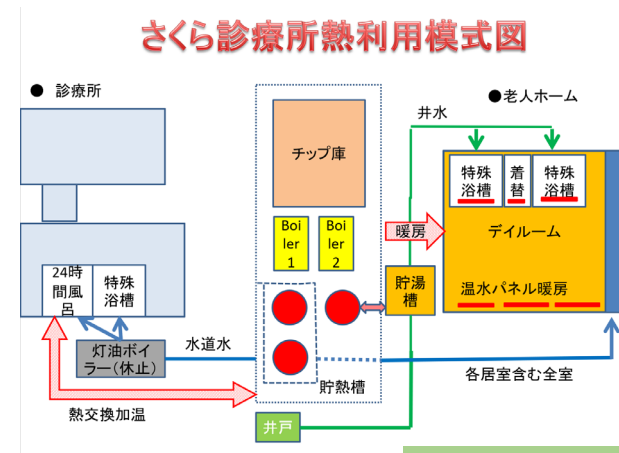 さくら診療所熱利用模式図
● 診療所
●老人ホーム
井水
チップ庫
特殊
浴槽
着
替
特殊
浴槽
Boi
ler
1
Boi
ler
2
暖房
デイルーム
24時
間風
呂
特殊
浴槽
貯湯
槽
温水パネル暖房
灯油ボイ
ラー(休止)
水道水
貯熱槽
各居室含む全室
熱交換加温
井戸